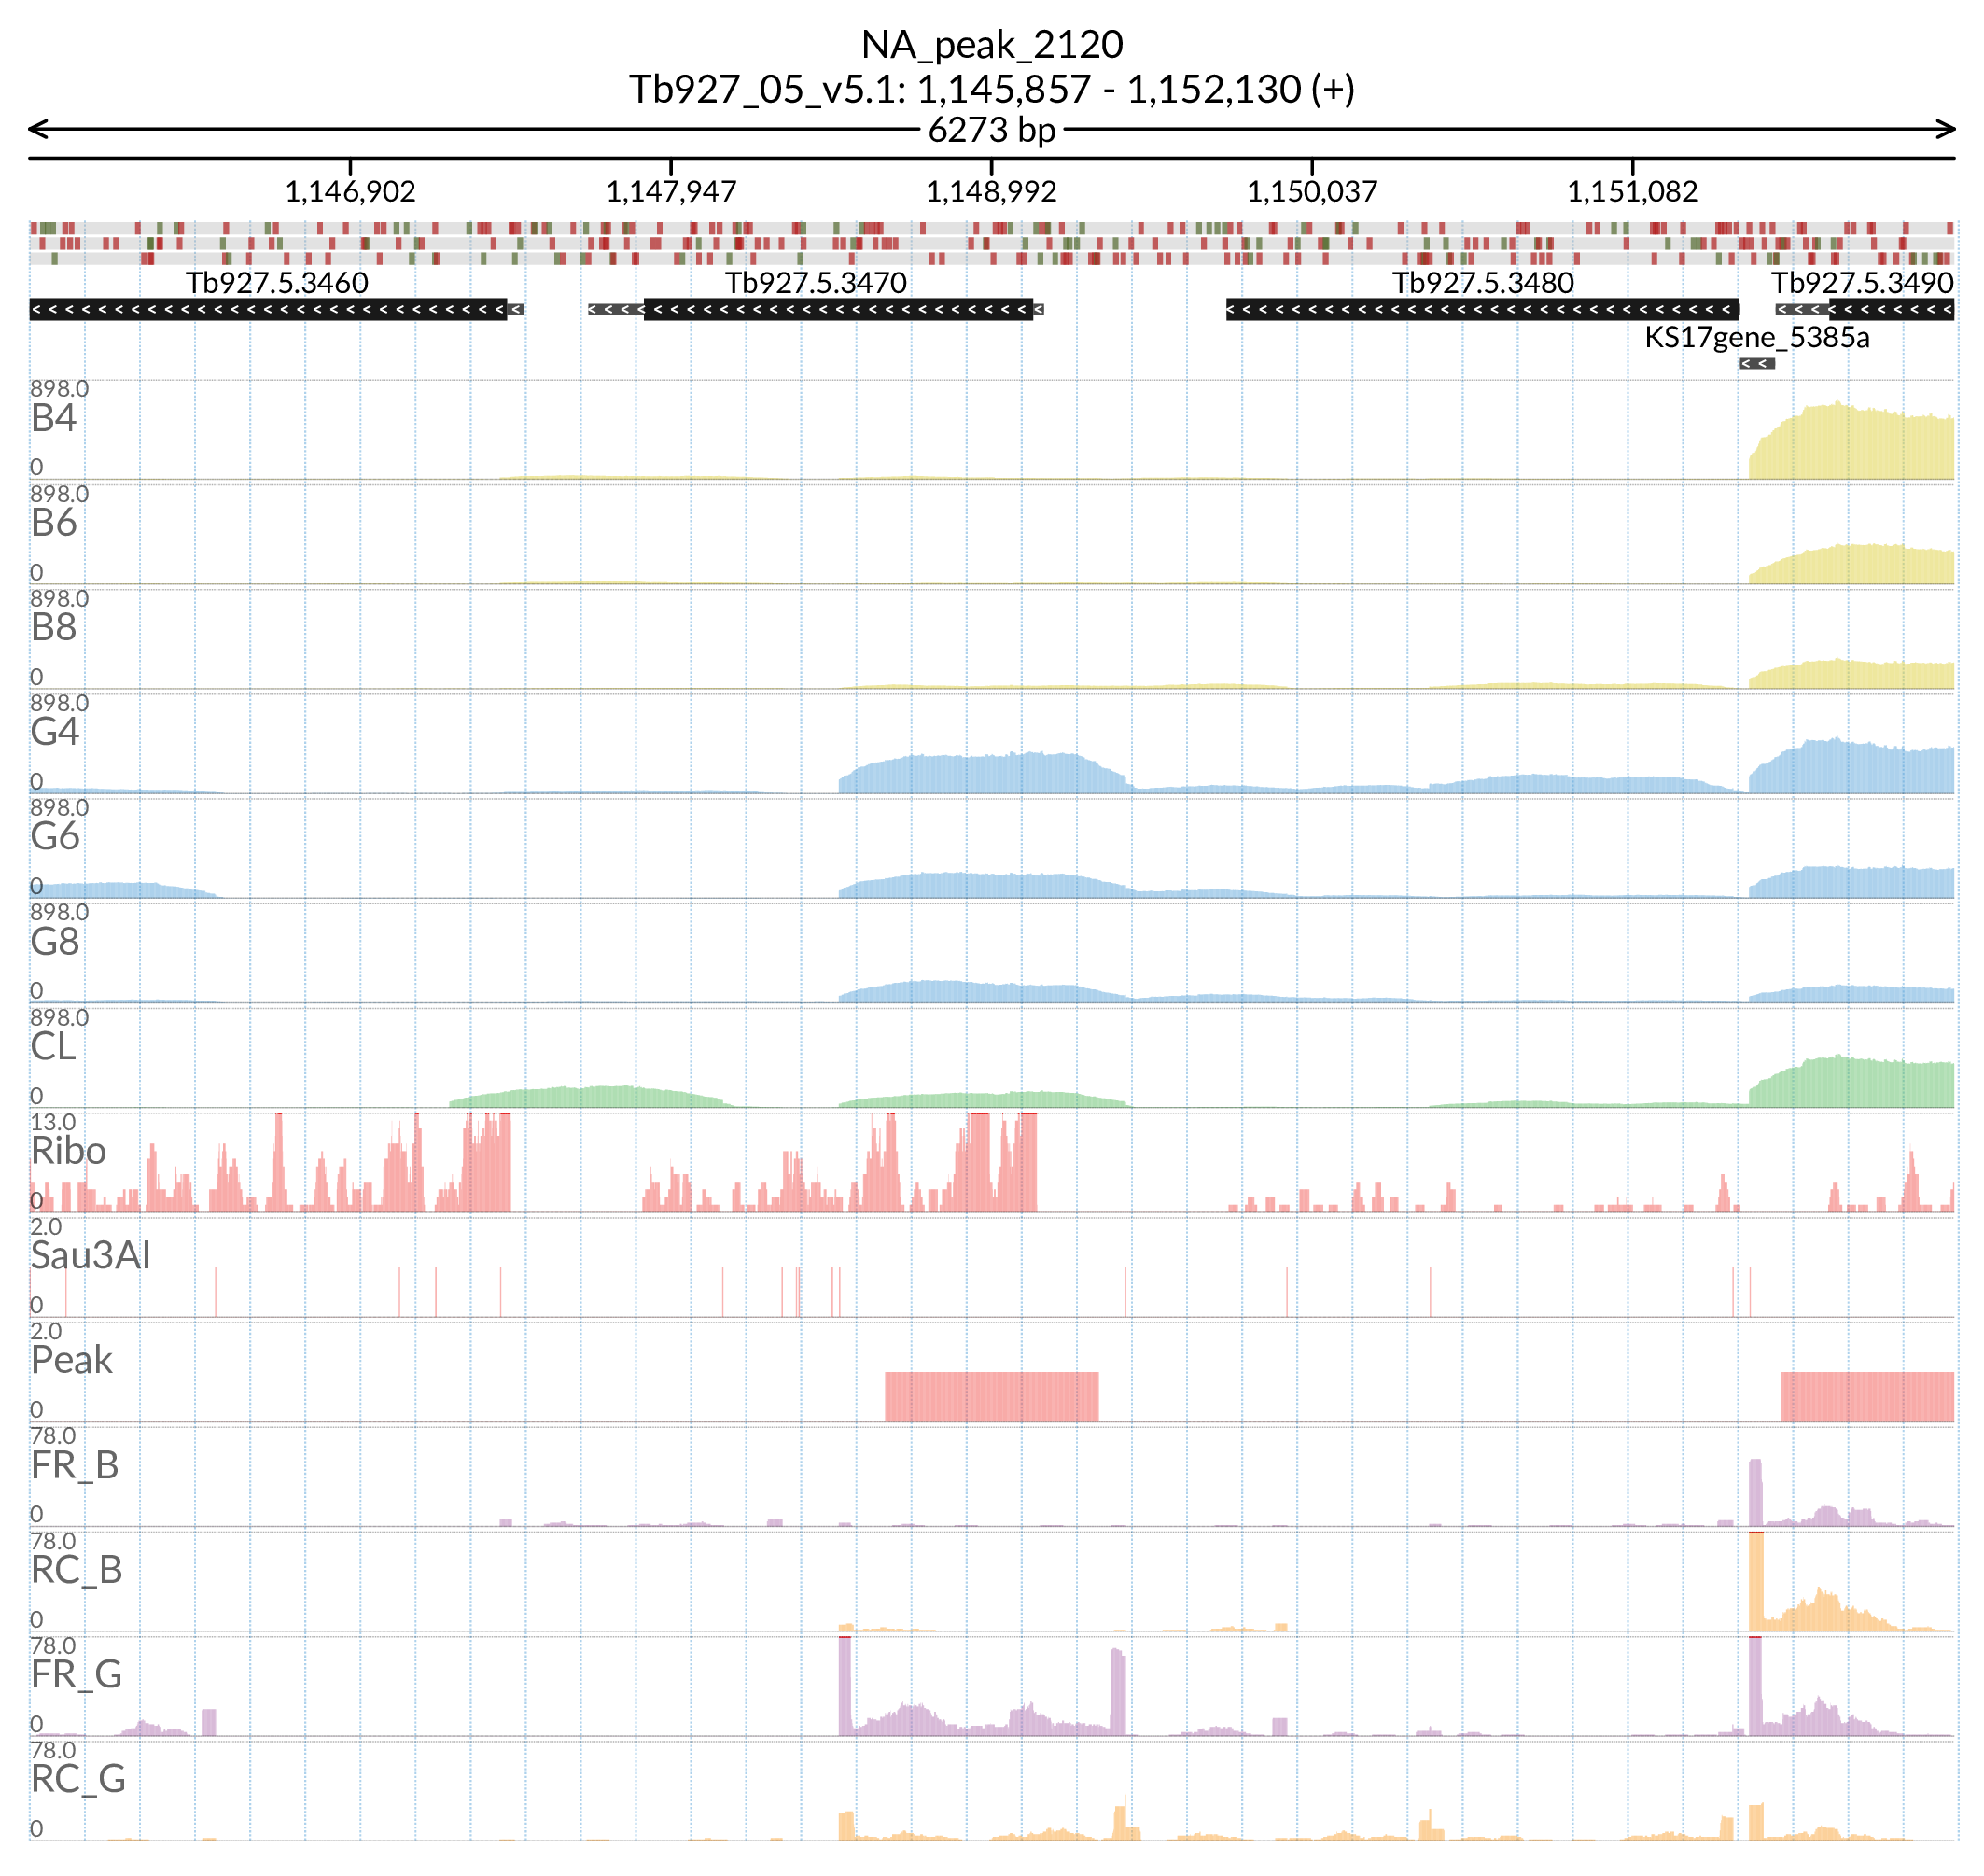 NA_peak_2120
Tb927_05_v5.1: 1,145,857 - 1,152,130 (+)
6273 bp
1,146,902 1,147,947 1,148,992 1,150,037 1,151,082
Tb927.5.3460 Tb927.5.3470 Tb927.5.3480 Tb927.5.3490
KS17gene_5385a
898.0
B4
0
898.0
B6
0
898.0
B8
0
898.0
G4
0
898.0
G6
0
898.0
G8
0
898.0
CL
0
13.0
Ribo
0
2.0
Sau3AI
0
2.0
Peak
0
78.0
FR_B
0
78.0
RC_B
0
78.0
FR_G
0
78.0
RC_G
0